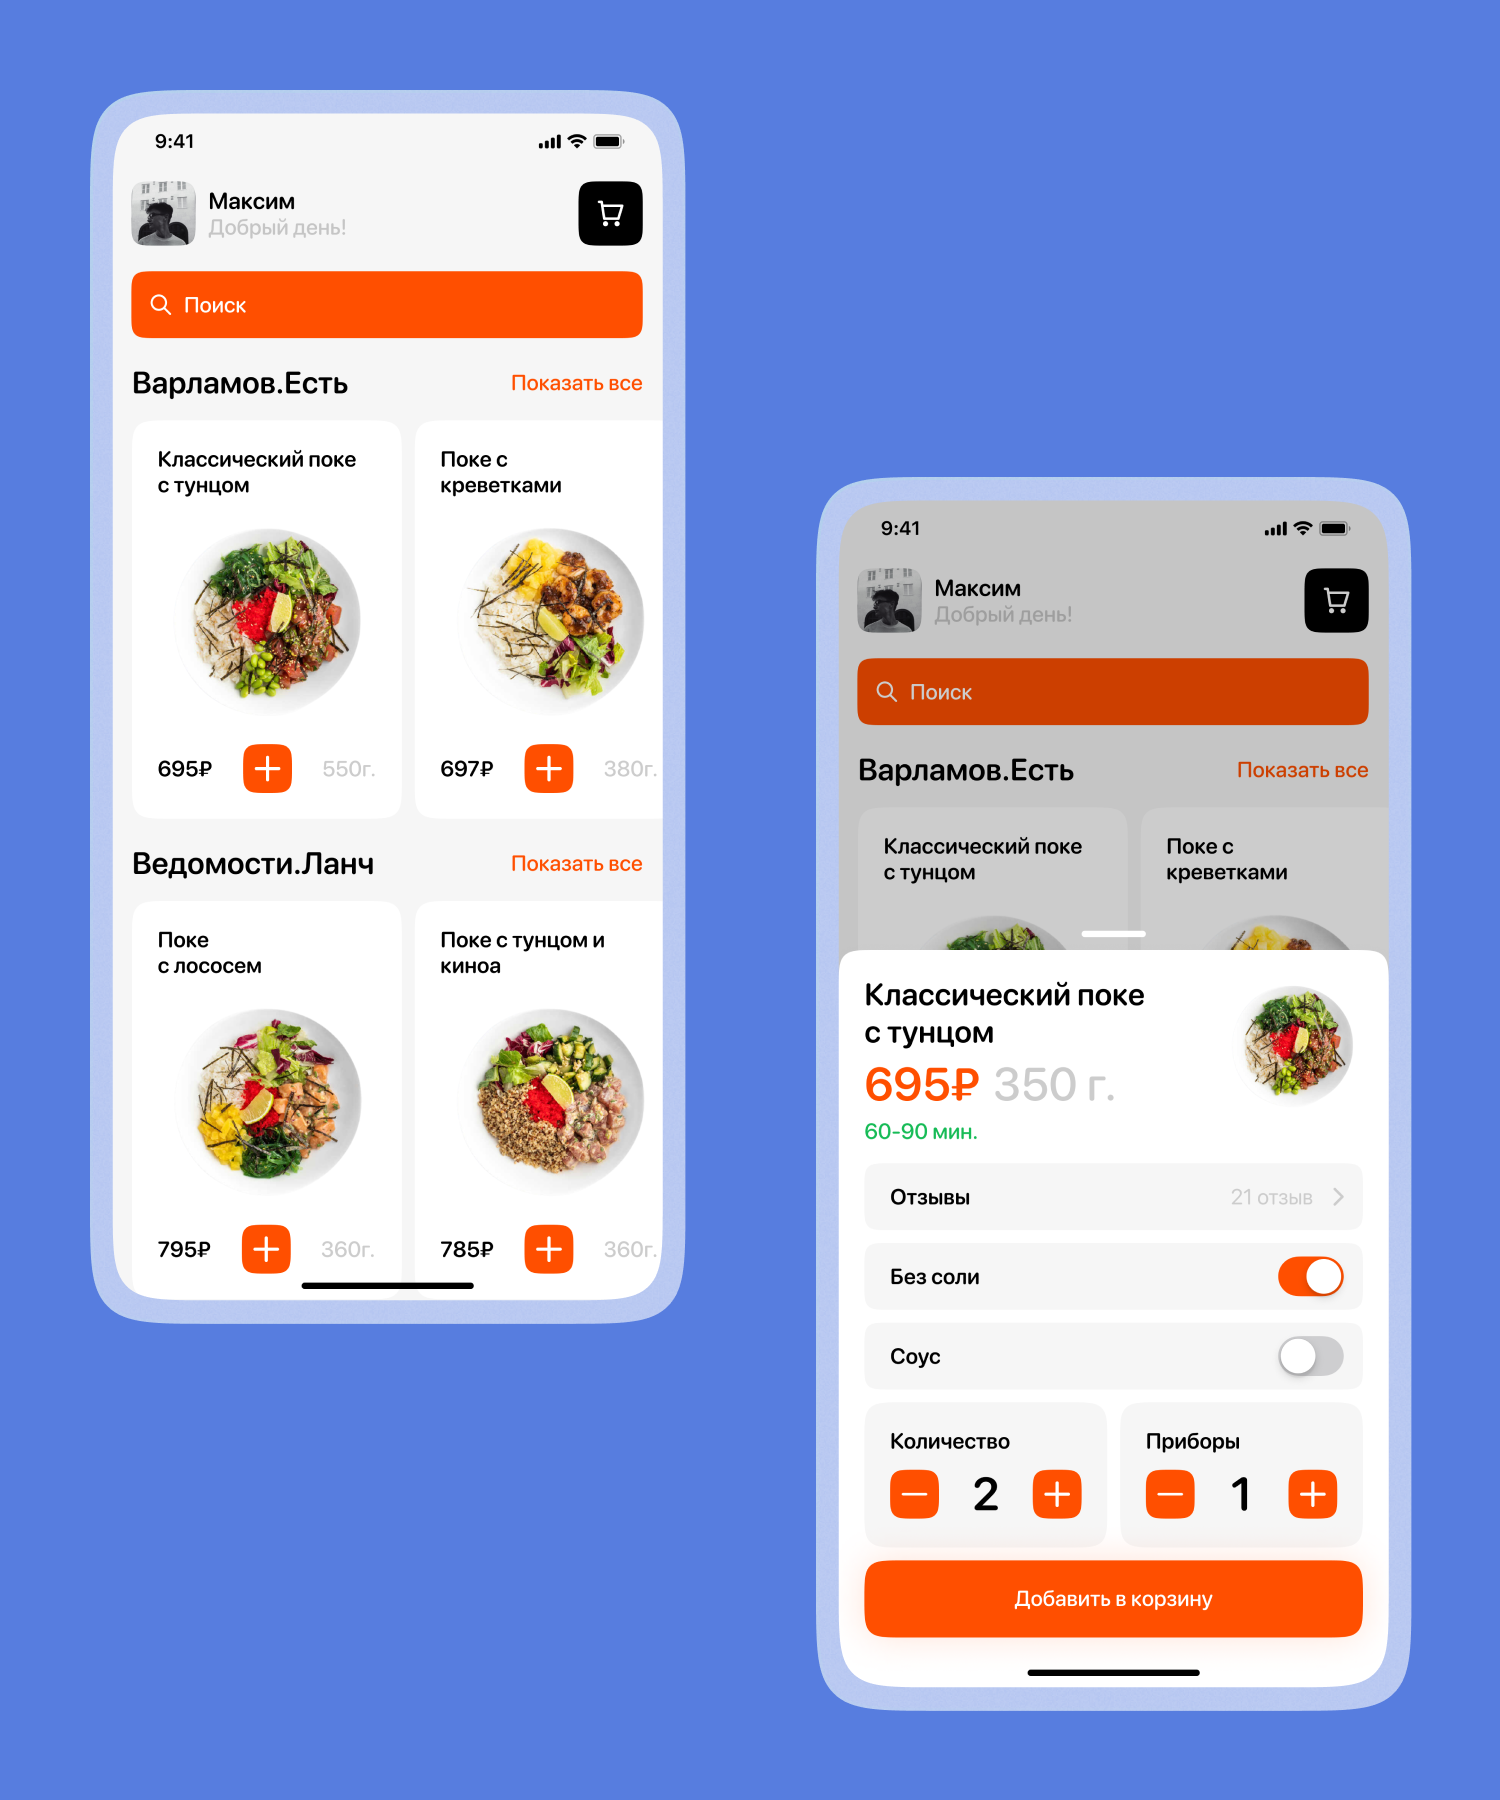 9:41
Максим
Добрый день!
Поиск
Варламов.Есть
Показать все
Классический поке
с тунцом
695₽
550г.
Поке с
креветками
697₽
380г.
Ведомости.Ланч
Показать все
Поке
с лососем
795₽
360г.
Поке с тунцом и
киноа
785₽
360г.
9:41
Максим
Добрый день!
Поиск
Варламов.Есть
Показать все
Классический поке
с тунцом
Поке с
креветками
Классический поке
с тунцом
695₽ 350 г.
60-90 мин.
Отзывы
21 отзыв
Без соли
Соус
Количество
2
Приборы
1
Добавить в корзину